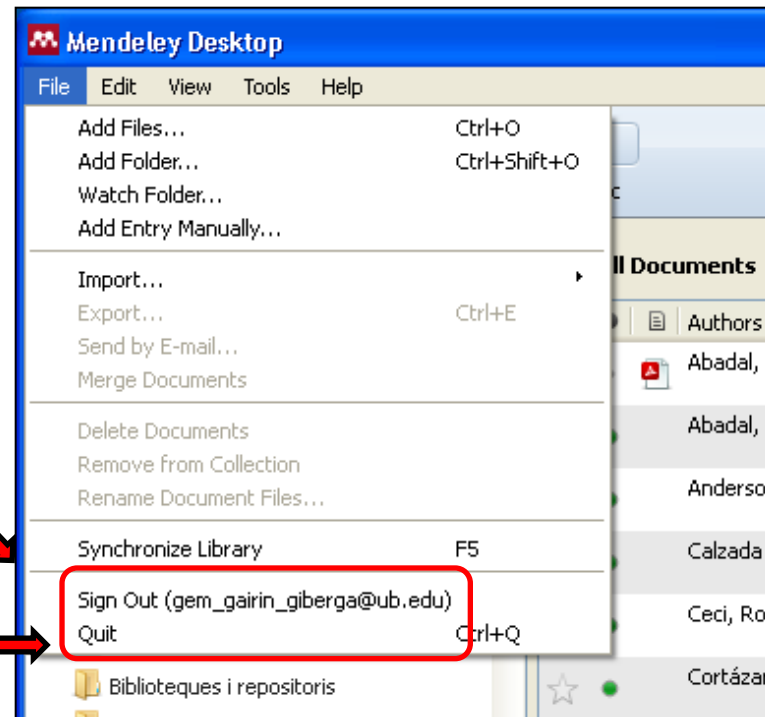 Mendeley Desktop
File Edit View Tools Help
Add Files... Ctrl+O
Add Folder... Ctrl+Shift+O
Watch Folder...
Add Entry Manually...
Import...
Export... Ctrl+E
Send by E-mail...
Merge Documents
Delete Documents
Remove from Collection
Rename Document Files...
Synchronize Library F5
Sign Out (gem_gairin_giberga@ub.edu)
Quit Ctrl+Q
Biblioteques i repositoris
ll Documents
Authors
Abadal,
Abadal,
Anderso
Calzada
Ceci, Ro
Cortázar